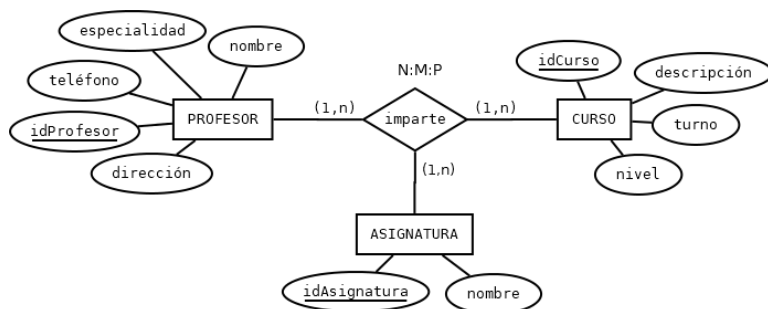 especialidad
nombre
teléfono
idProfesor
dirección
PROFESOR
(1,n)
N:M:P
imparte
(1,n)
(1,n)
idCurso
descripción
CURSO
turno
nivel
ASIGNATURA
idAsignatura
nombre